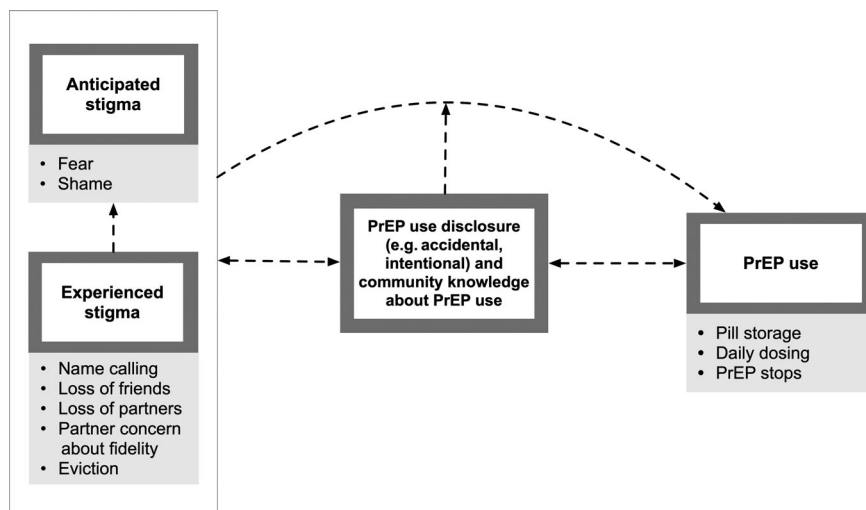 Anticipated
stigma
• Fear
• Shame
Experienced
stigma
• Name calling
• Loss of friends
• Loss of partners
• Partner concern
about fidelity
• Eviction
PrEP use disclosure
(e.g. accidental,
intentional) and
community knowledge
about PrEP use
PrEP use
• Pill storage
• Daily dosing
• PrEP stops